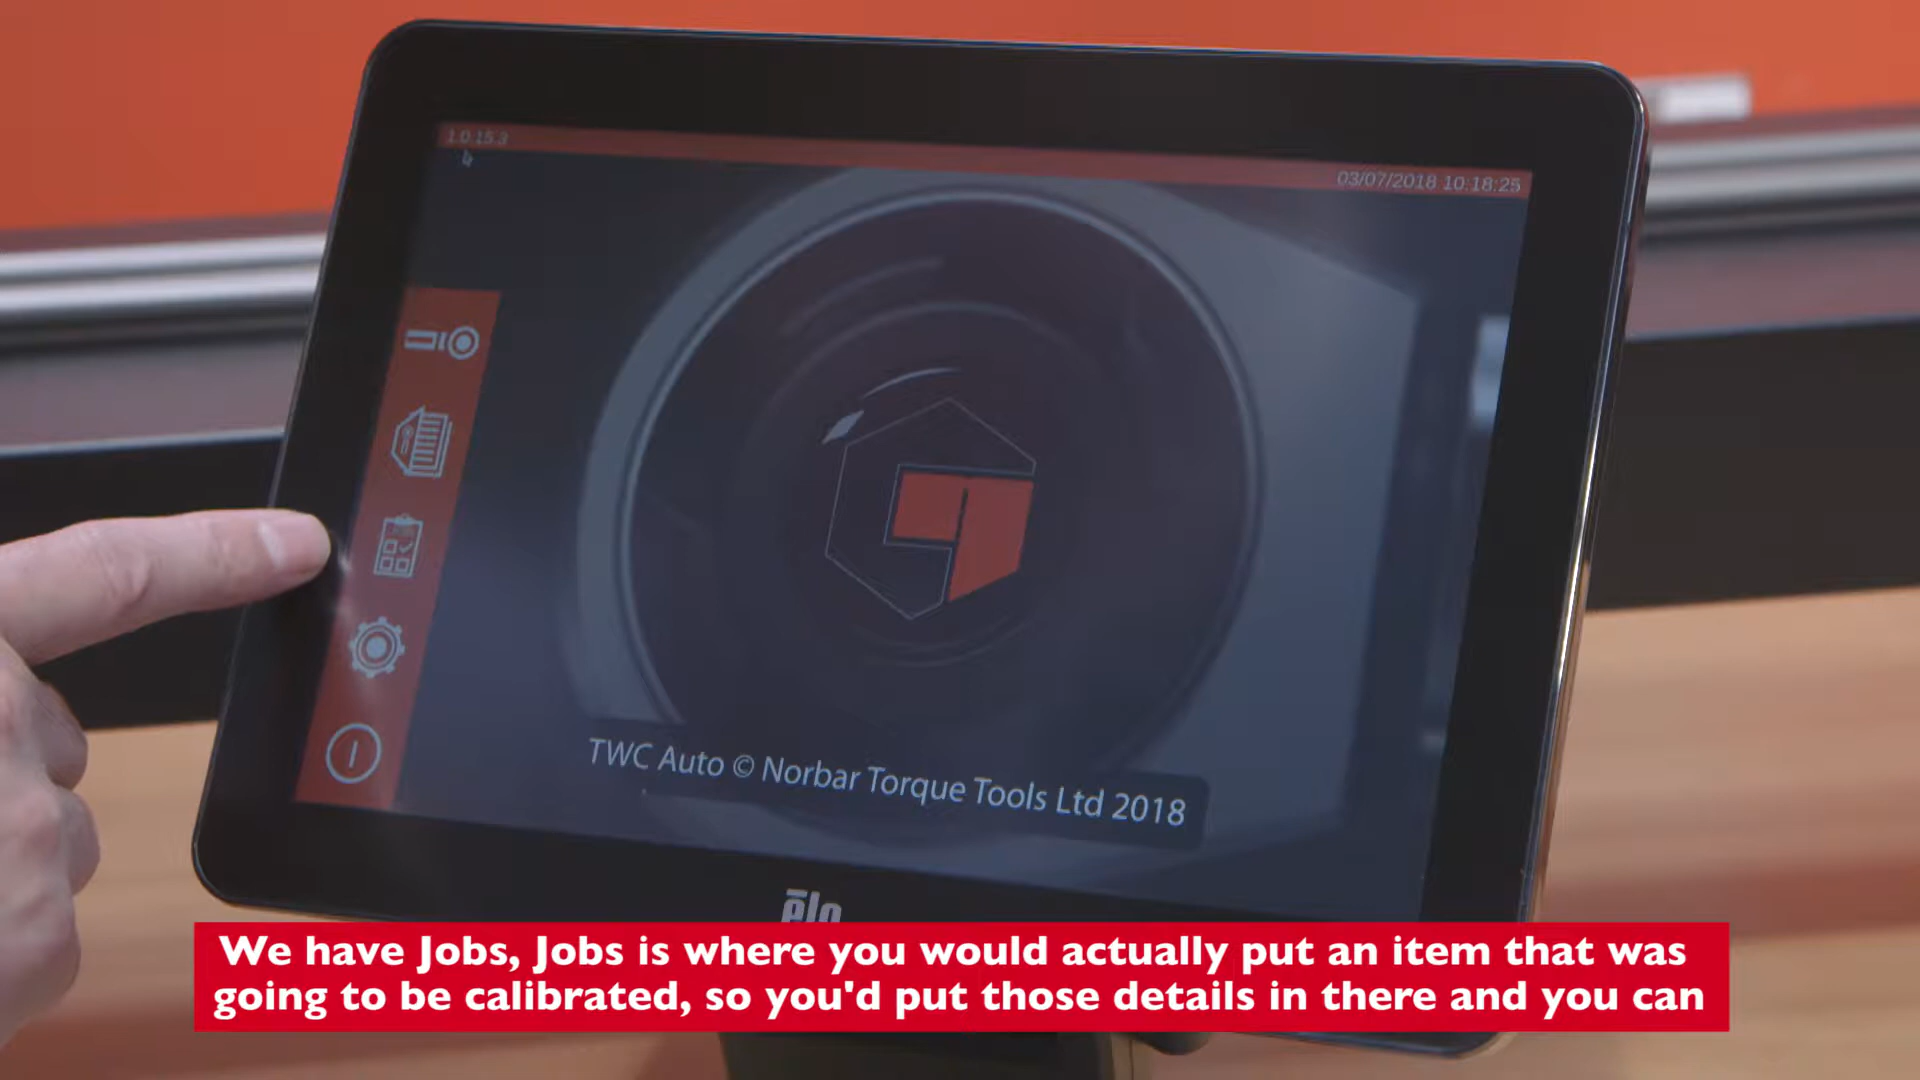 1.0.15.3
03/07/2018 10:18:25
TWC Auto © Norbar Torque Tools Ltd 2018
elo
We have Jobs, Jobs is where you would actually put an item that was
going to be calibrated, so you'd put those details in there and you can